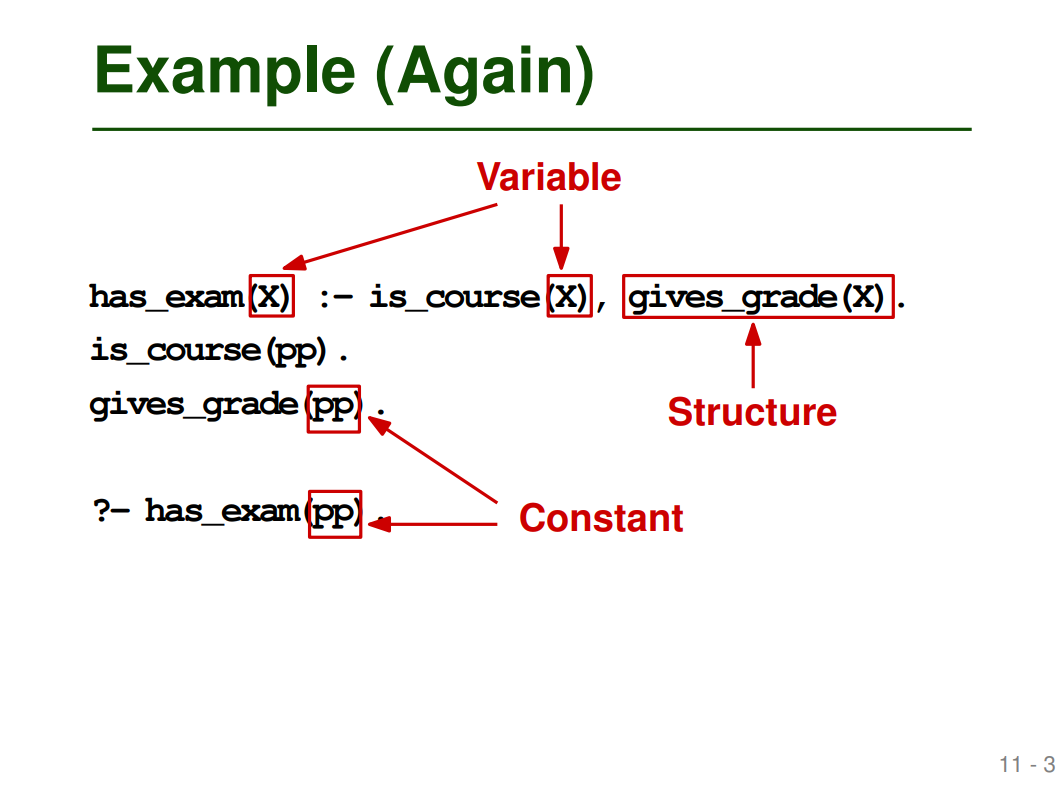 Example (Again)
Variable
has_exam(X) :- is_course(X), gives_grade(X).
is_course(pp).
gives_grade(pp).
Structure
?- has_exam(pp).
Constant
11 - 3